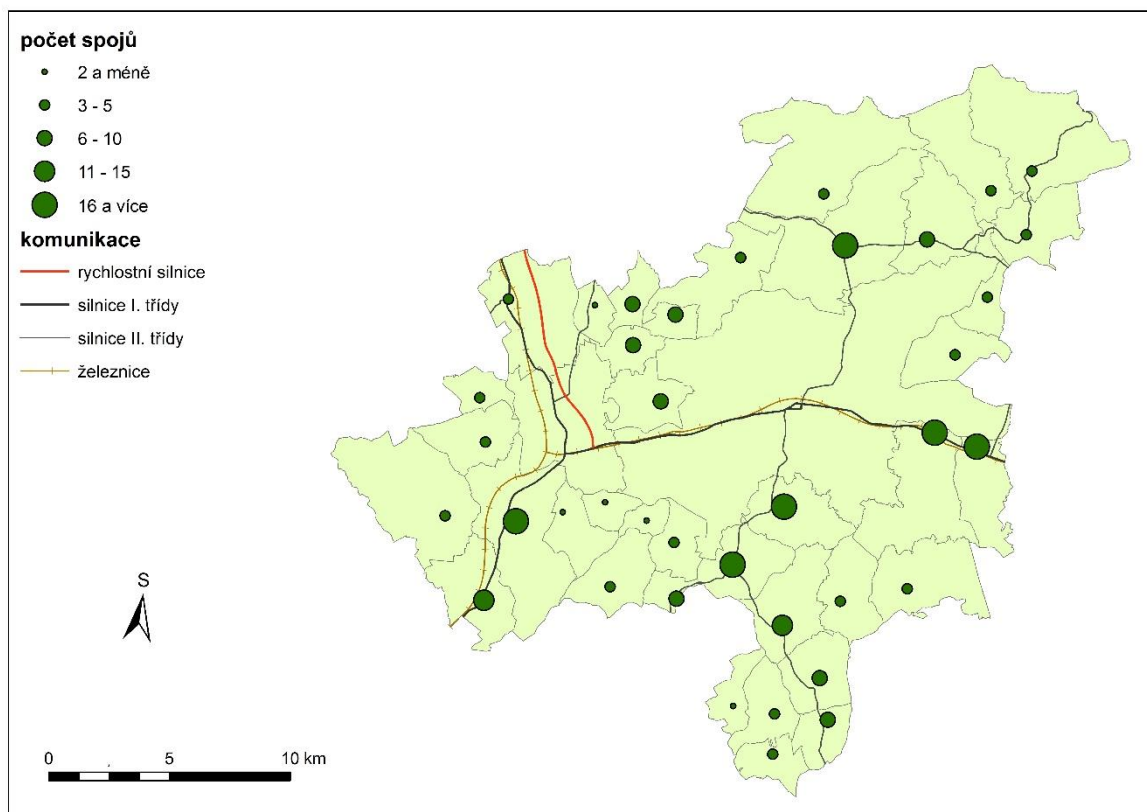 počet spojů
2 a méně
3 - 5
6 - 10
11 - 15
16 a více
komunikace
rychlostní silnice
silnice I. třídy
silnice II. třídy
železnice
S
0 5 10 km